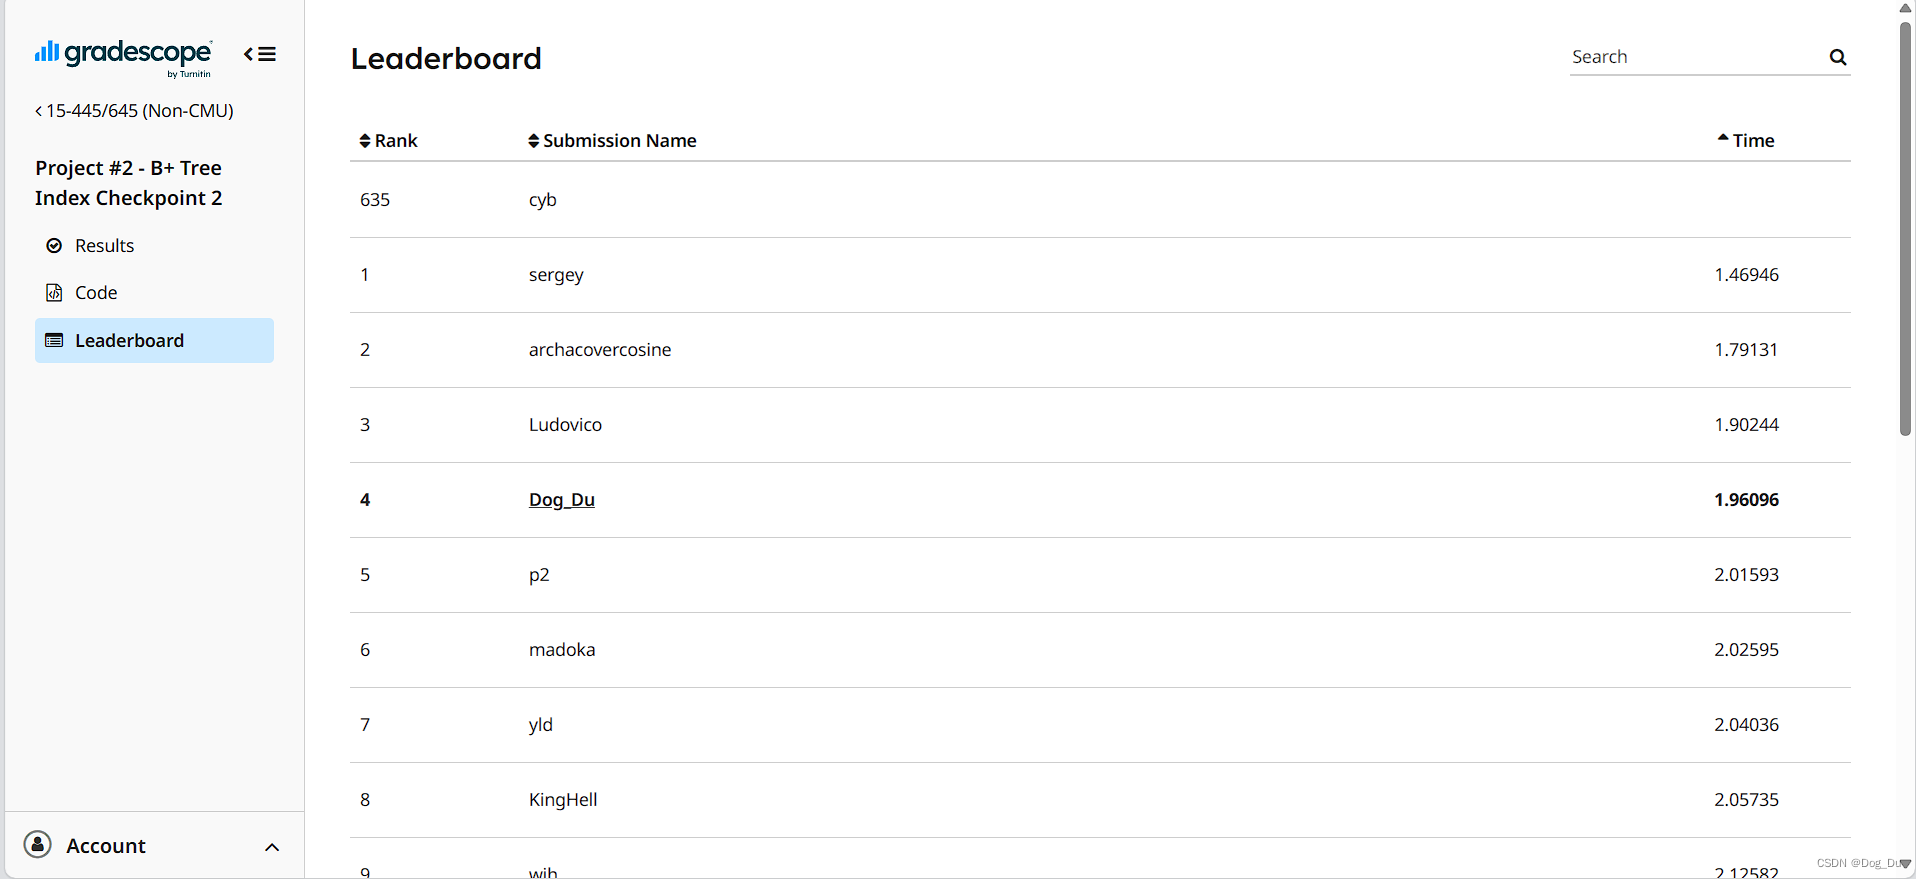 gradescope
by Turnitin
15-445/645 (Non-CMU)
Project #2 - B+ Tree
Index Checkpoint 2
Results
Code
Leaderboard
Account
Leaderboard
Search
Rank Submission Name Time
635 cyb
1 sergey 1.46946
2 archacovercosine 1.79131
3 Ludovico 1.90244
4 Dog_Du 1.96096
5 p2 2.01593
6 madoka 2.02595
7 yld 2.04036
8 KingHell 2.05735
9 wih 2.12582
CSDN @Dog_Du